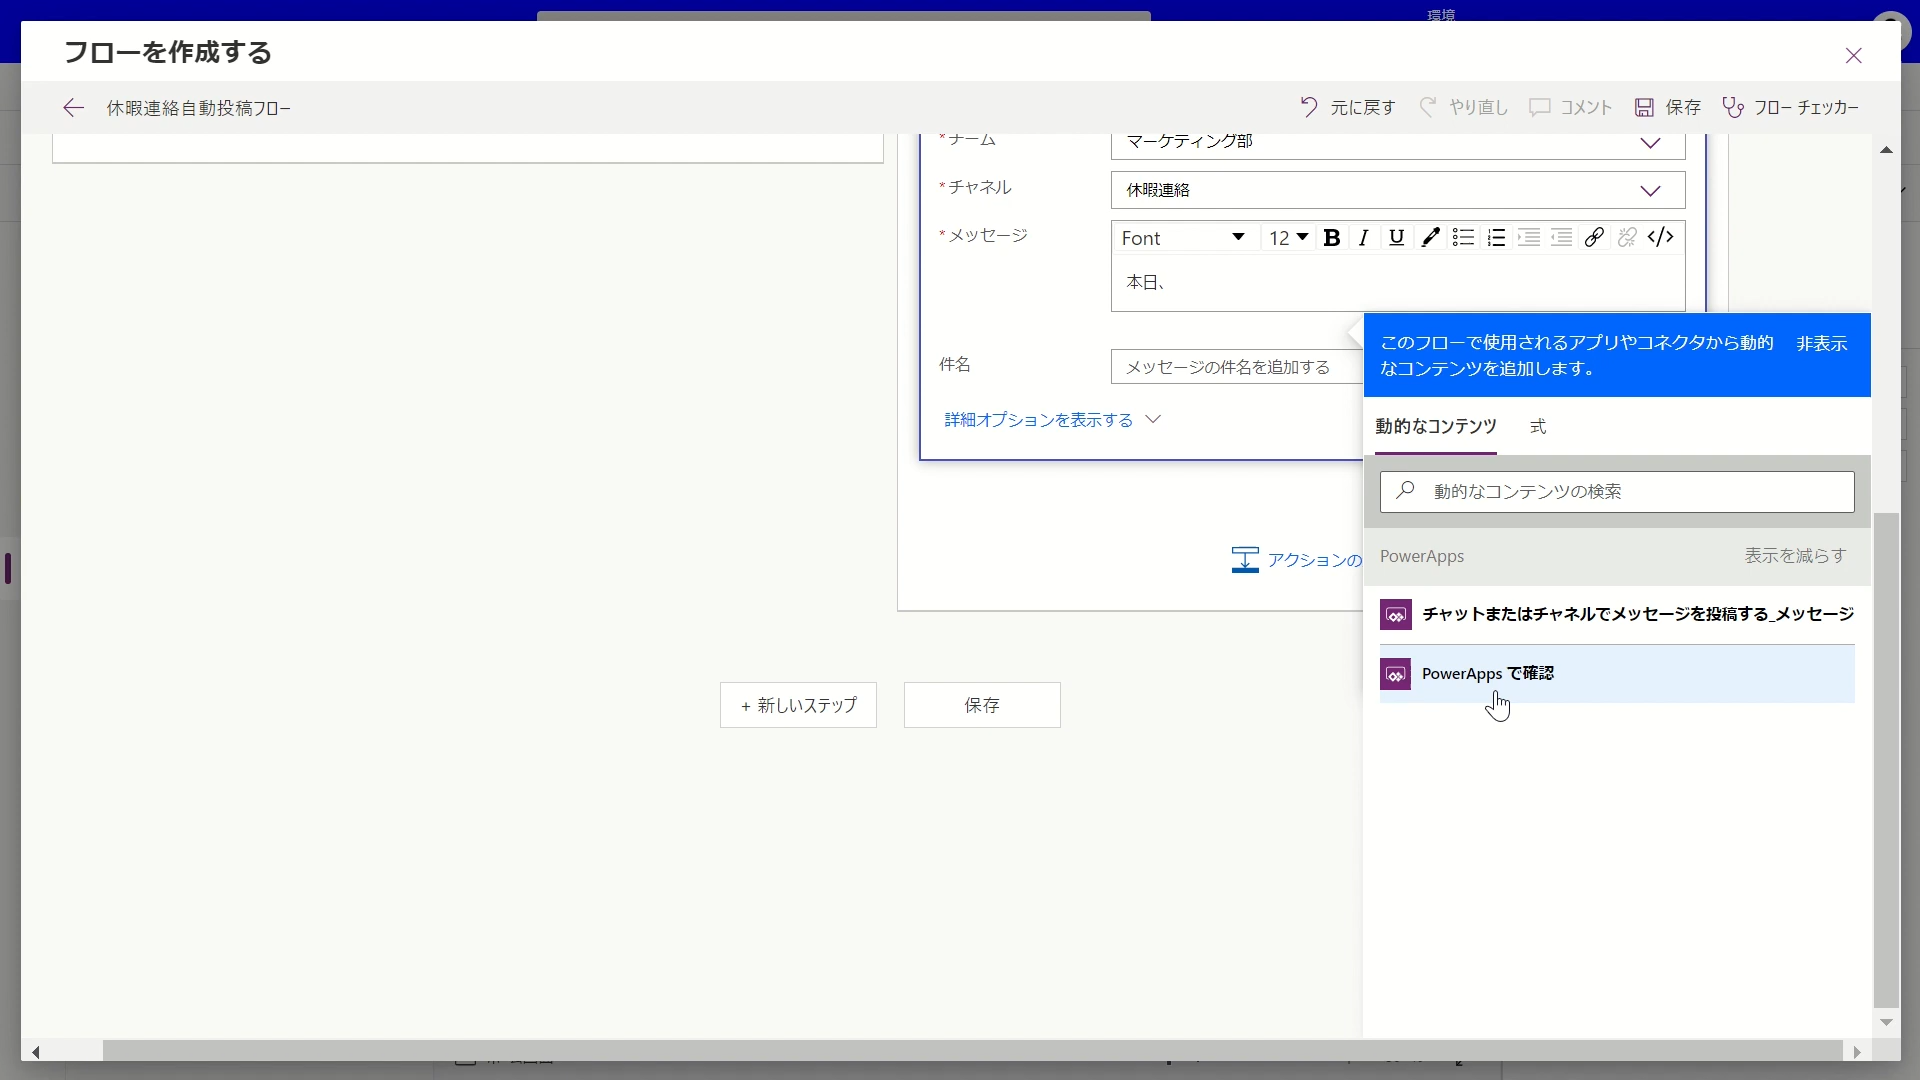 環境
フローを作成する
休暇連絡自動投稿フロー
元に戻す
やり直し
コメント
保存
フロー チェッカー
*チーム
マーケティング部
*チャネル
休暇連絡
*メッセージ
Font
12
B
I
U
</>
本日、
件名
メッセージの件名を追加する
詳細オプションを表示する
このフローで使用されるアプリやコネクタから動的
なコンテンツを追加します。
非表示
動的なコンテンツ
式
動的なコンテンツの検索
PowerApps
表示を減らす
チャットまたはチャネルでメッセージを投稿する_メッセージ
PowerApps で確認
アクションの
+ 新しいステップ
保存